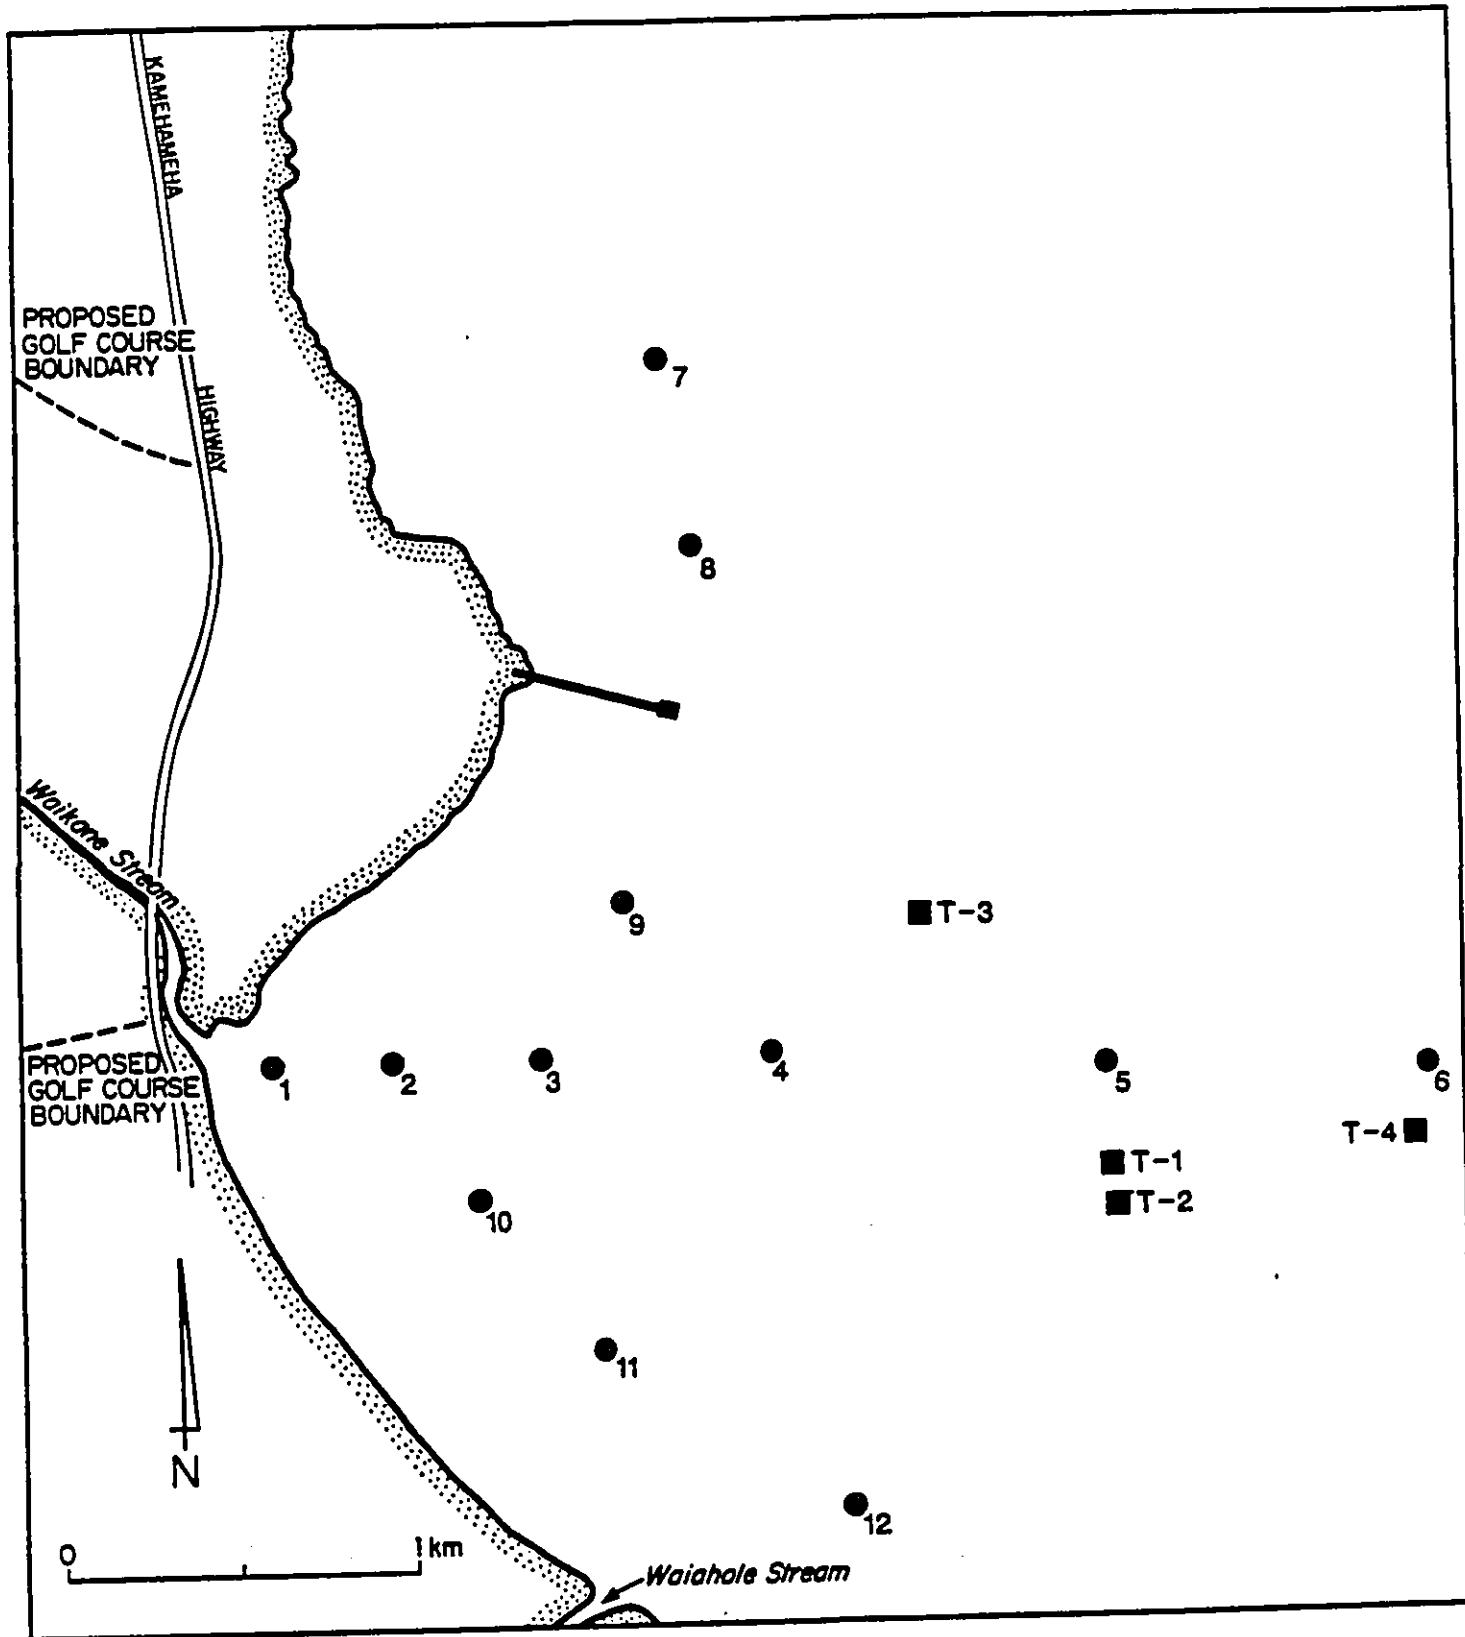 KAMEHAMEHA
PROPOSED
GOLF COURSE
BOUNDARY
HIGHWAY
7
8
Waikane Stream
9
T-3
PROPOSED
GOLF COURSE
BOUNDARY
1
2
3
4
5
6
T-4
T-1
T-2
10
11
N
12
0
1 km
Waiahole Stream